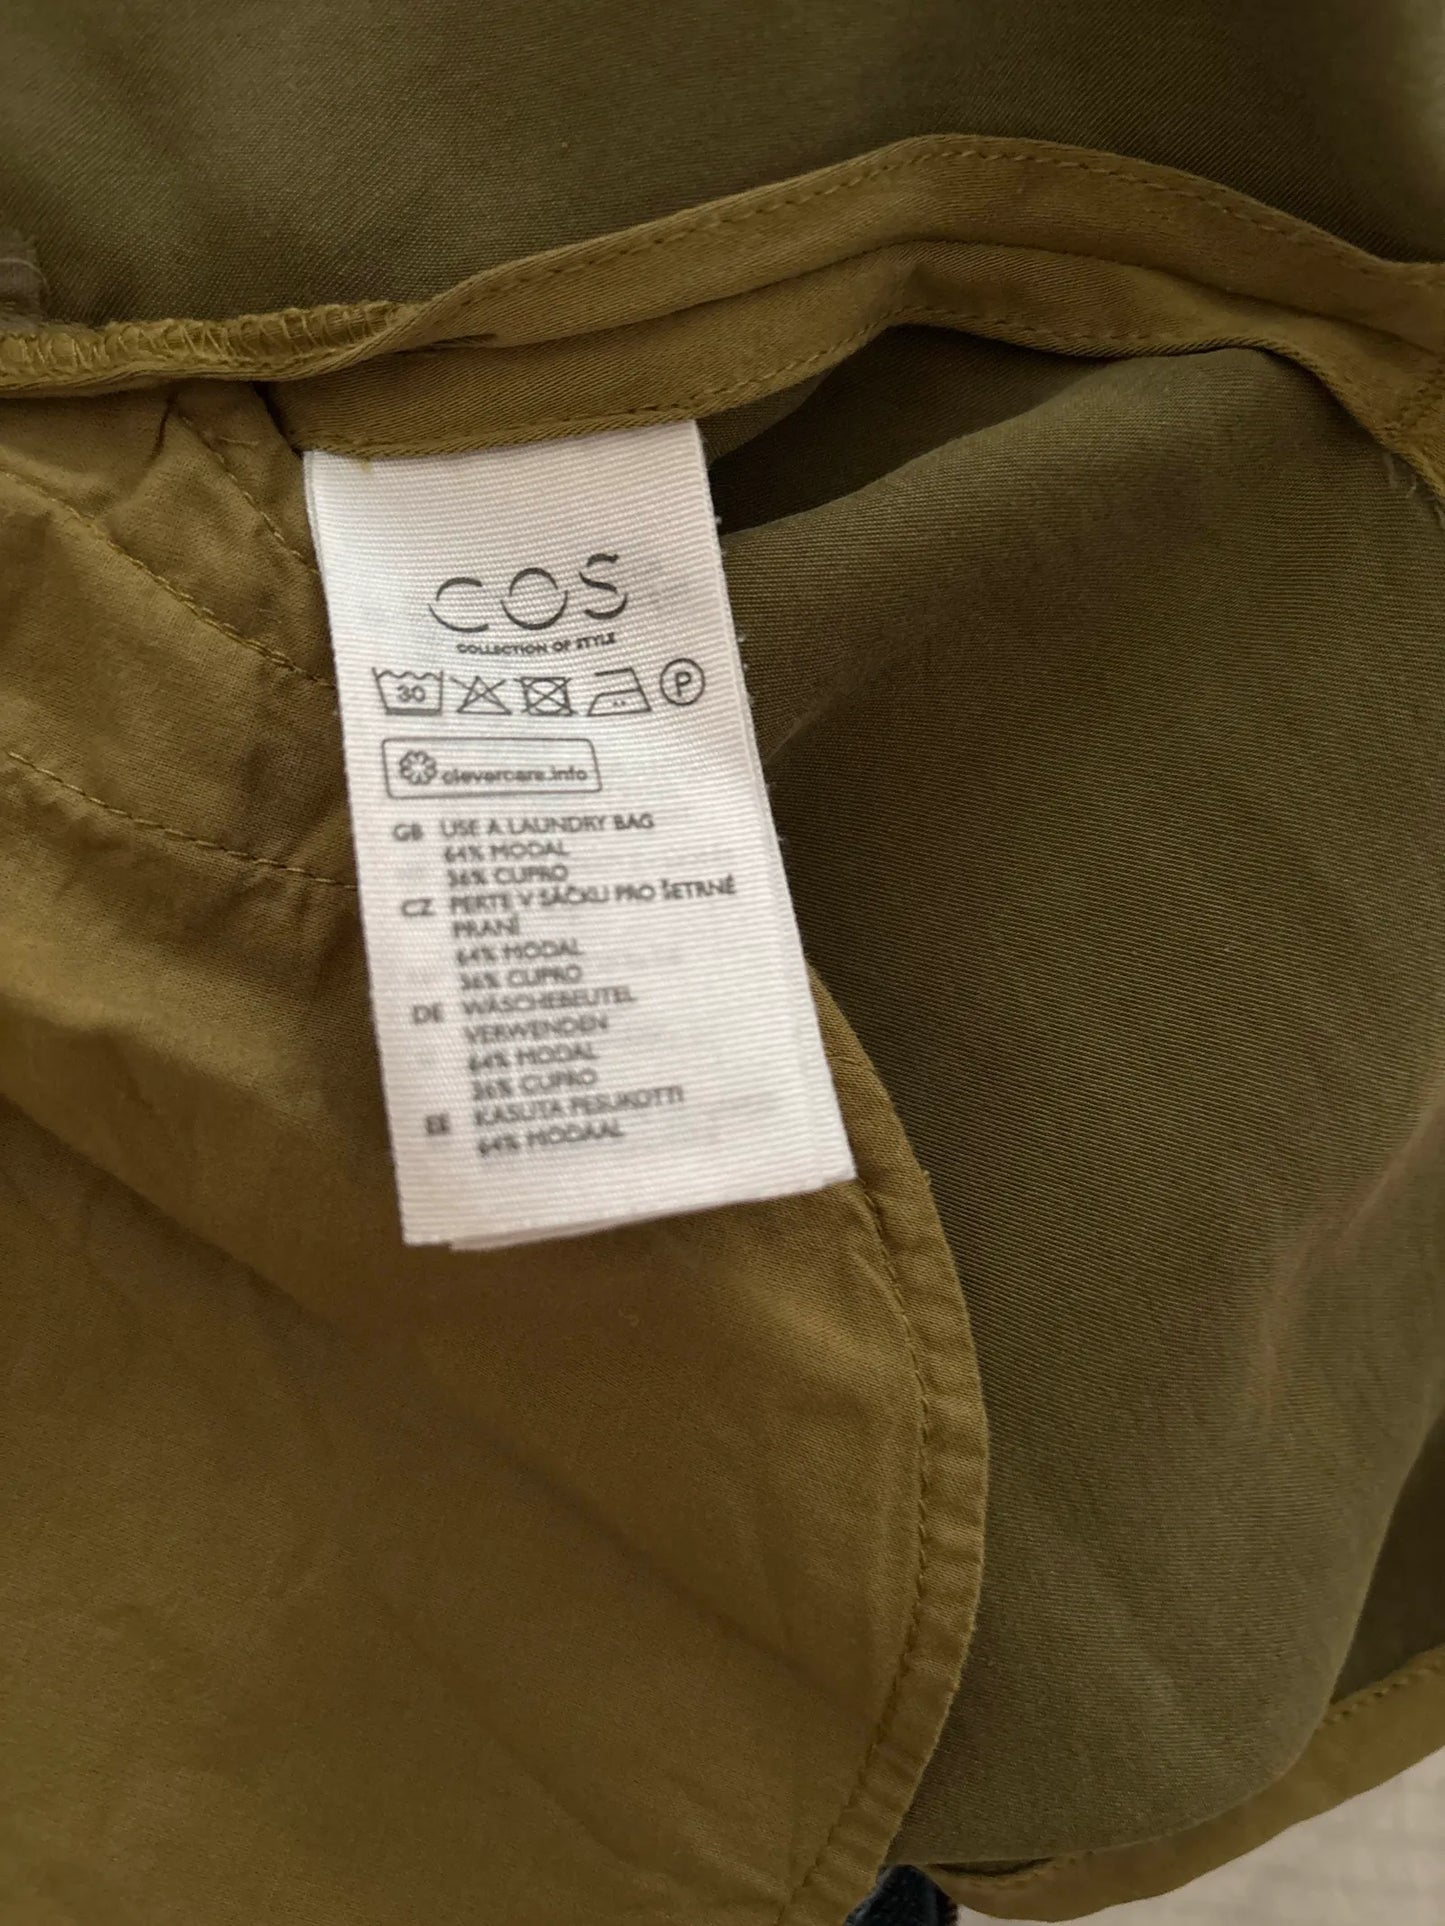 COS
COLLECTION OF STYLE
30 P
clevercare.info
GB USE A LAUNDRY BAG
64% MODAL
36% CUPRO
CZ PERTE V SÁČKU PRO ŠETRNÉ
PRANÍ
64% MODAL
36% CUPRO
DE WÄSCHEBEUTEL
VERWENDEN
64% MODAL
36% CUPRO
EE KASUTA PESUKOTTI
64% MODAAL